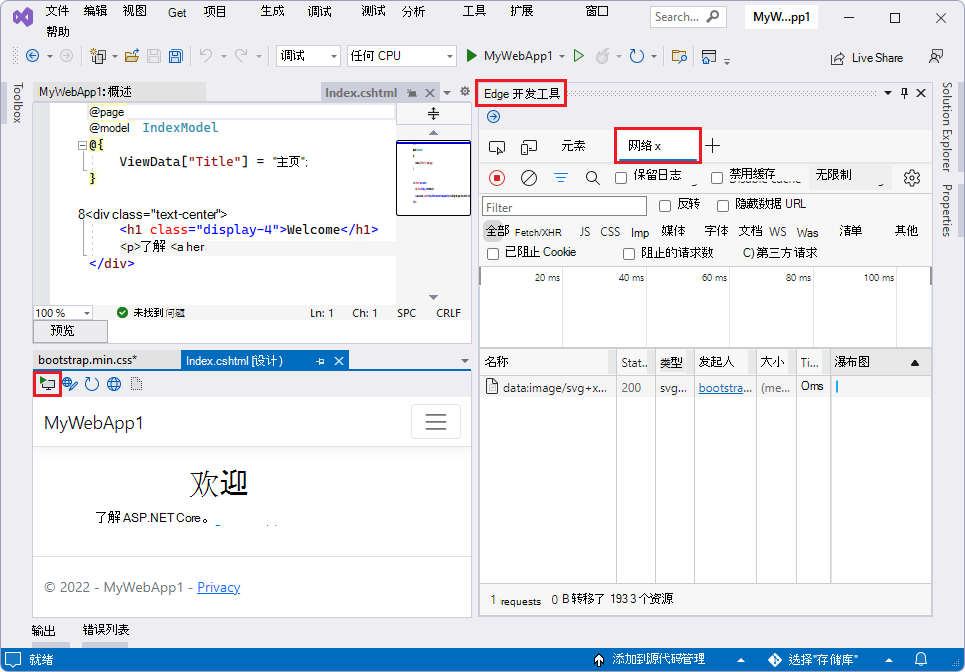 文件 编辑 视图 Get 项目 生成 调试 测试 分析 工具 扩展 窗口 Search... MyW...pp1
帮助
调试 任何 CPU MyWebApp1 Live Share
Toolbox
MyWebApp1: 概述 Index.cshtml
@page
@model IndexModel
@{
ViewData["Title"] = "主页";
}
8<div class="text-center">
<h1 class="display-4">Welcome</h1>
<p>了解 <a her
</div>
100 % 未找到问题 Ln: 1 Ch: 1 SPC CRLF
预览
bootstrap.min.css* Index.cshtml (设计)
MyWebApp1
欢迎
了解 ASP.NET Core。
© 2022 - MyWebApp1 - Privacy
Edge 开发工具
元素 网络 x
保留日志 禁用缓存 无限制
Filter 反转 隐藏数据 URL
全部 Fetch/XHR JS CSS Imp 媒体 字体 文档 WS Was 清单 其他
已阻止 Cookie 阻止的请求数 C)第三方请求
20 ms 40 ms 60 ms 80 ms 100 ms
名称 Stat.. 类型 发起人 大小 Ti... 瀑布图
data:image/svg+x... 200 svg... bootstra... (me... 0ms
1 requests 0 B转移了 193 3个资源
Solution Explorer
Properties
输出 错误列表
就绪 添加到源代码管理 选择"存储库"